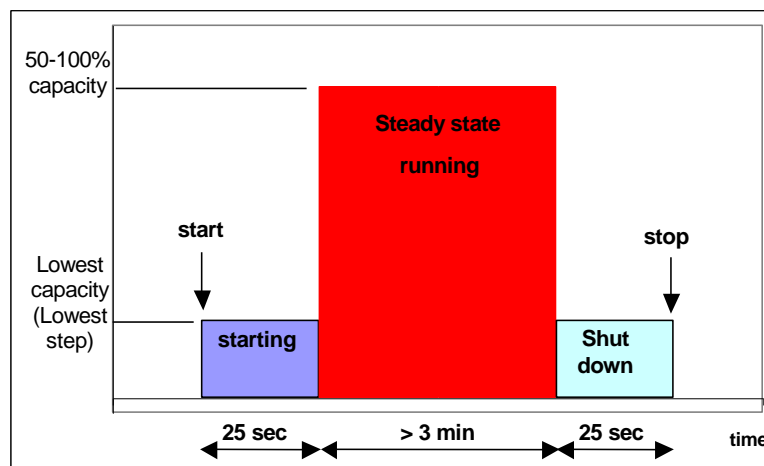 50-100%
capacity
Steady state
running
start
stop
Lowest
capacity
(Lowest
step)
starting
Shut
down
25 sec
> 3 min
25 sec
time